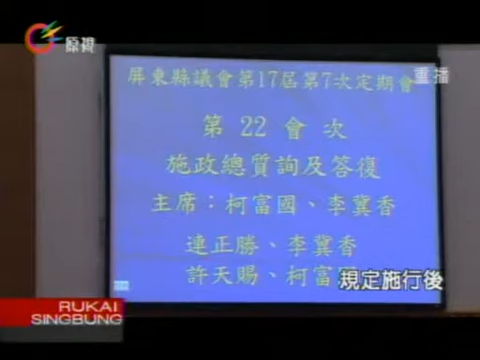 原視
重播
屏東縣議會第17屆第7次定期會
第 22 會 次
施政總質詢及答復
主席：柯富國、李冀香
連正勝、李冀香
許天賜、柯富
規定施行後
RUKAI
SINGBUNG